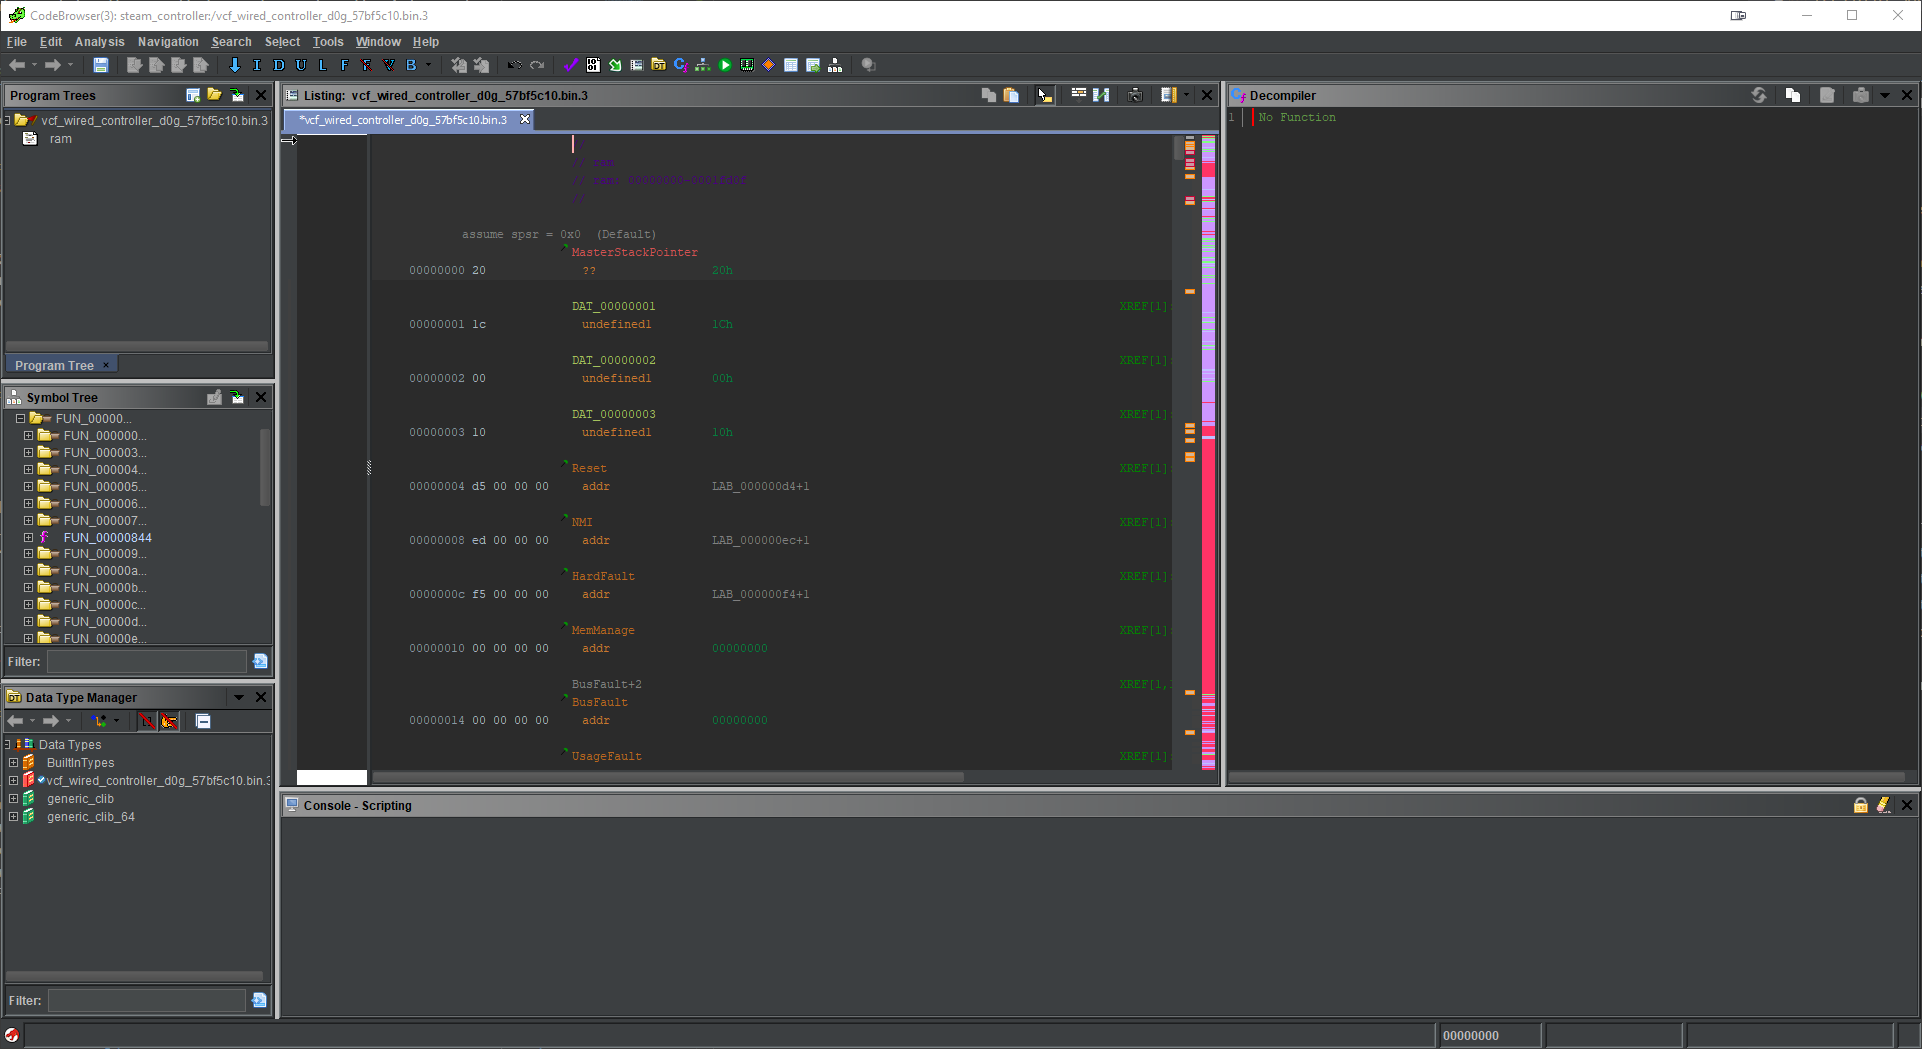 CodeBrowser(3): steam_controller:/vcf_wired_controller_d0g_57bf5c10.bin.3
File Edit Analysis Navigation Search Select Tools Window Help
I D U L F F V B
Program Trees
vcf_wired_controller_d0g_57bf5c10.bin.3
ram
Program Tree ×
Symbol Tree
FUN_00000...
FUN_000000...
FUN_000003...
FUN_000004...
FUN_000005...
FUN_000006...
FUN_000007...
FUN_00000844
FUN_000009...
FUN_00000a...
FUN_00000b...
FUN_00000c...
FUN_00000d...
FUN_00000e...
Filter:
Data Type Manager
Data Types
BuiltInTypes
vcf_wired_controller_d0g_57bf5c10.bin.3
generic_clib
generic_clib_64
Filter:
Listing: vcf_wired_controller_d0g_57bf5c10.bin.3
*vcf_wired_controller_d0g_57bf5c10.bin.3
//
// ram
// ram: 00000000-0001fd0f
//
assume spsr = 0x0 (Default)
MasterStackPointer
00000000 20 ?? 20h
DAT_00000001 XREF[1]:
00000001 1c undefined1 1Ch
DAT_00000002 XREF[1]:
00000002 00 undefined1 00h
DAT_00000003 XREF[1]:
00000003 10 undefined1 10h
Reset XREF[1]:
00000004 d5 00 00 00 addr LAB_000000d4+1
NMI XREF[1]:
00000008 ed 00 00 00 addr LAB_000000ec+1
HardFault XREF[1]:
0000000c f5 00 00 00 addr LAB_000000f4+1
MemManage XREF[1]:
00000010 00 00 00 00 addr 00000000
BusFault+2 XREF[1,
BusFault
00000014 00 00 00 00 addr 00000000
UsageFault XREF[1]:
Decompiler
1 No Function
Console - Scripting
00000000